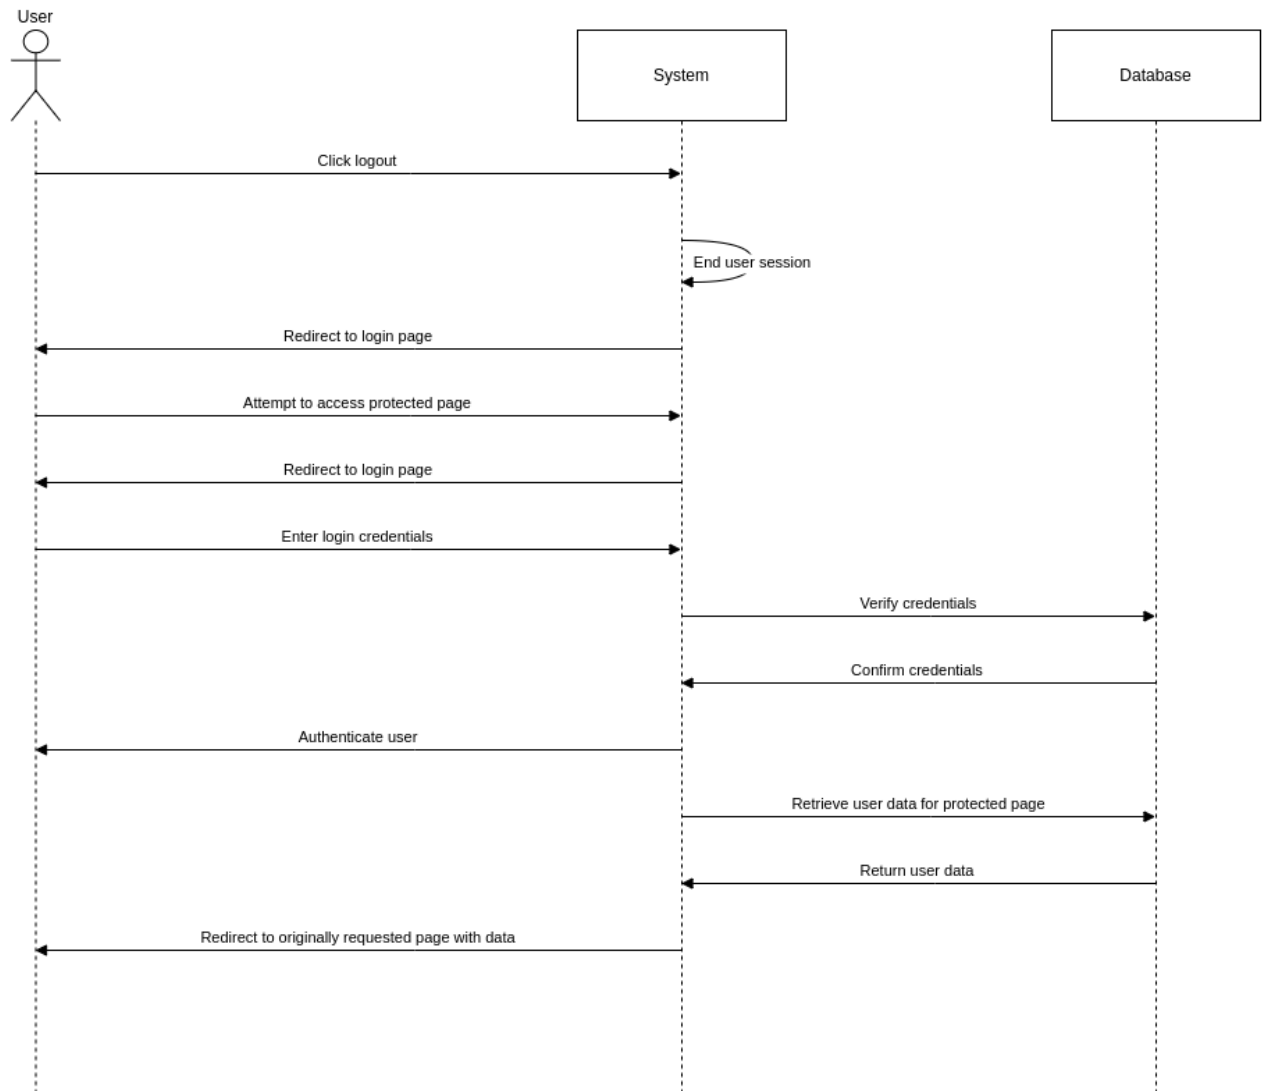 User
System
Database
Click logout
End user session
Redirect to login page
Attempt to access protected page
Redirect to login page
Enter login credentials
Verify credentials
Confirm credentials
Authenticate user
Retrieve user data for protected page
Return user data
Redirect to originally requested page with data